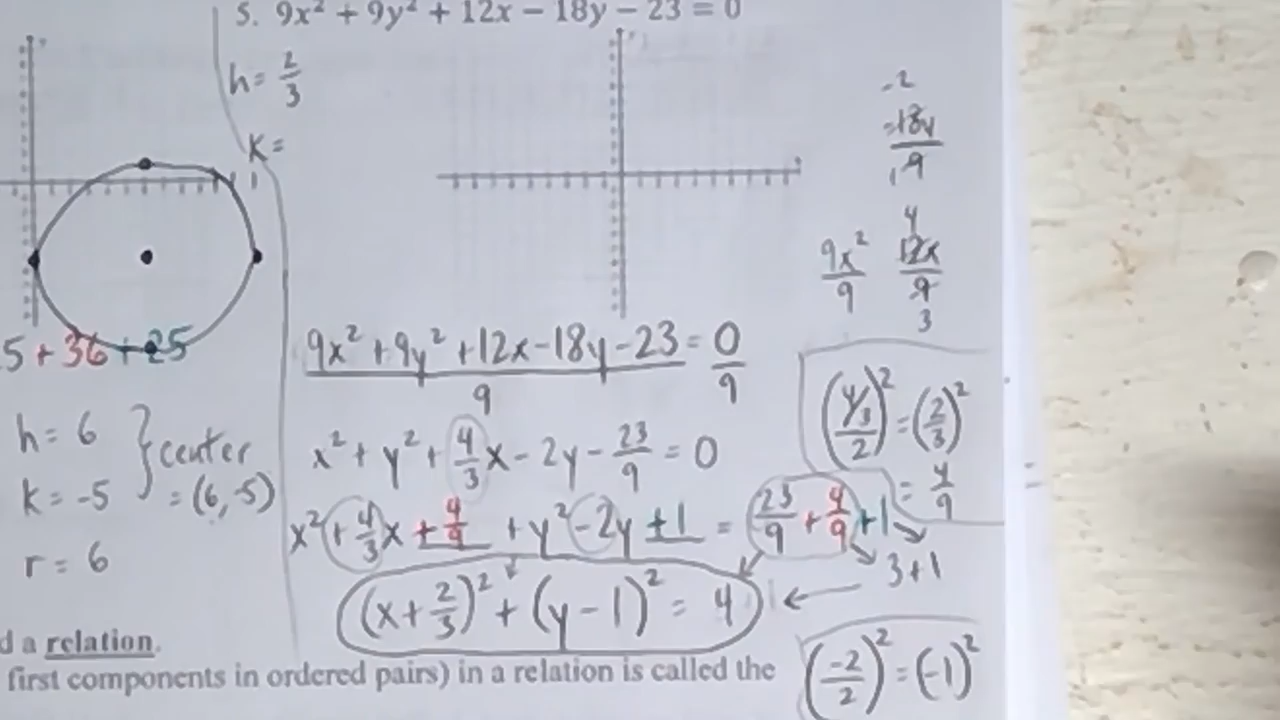 5. 9x² + 9y² + 12x − 18y − 23 = 0
h = 2/3
K =
-2
-18y/9
1
9x²/9
4
12x/9
3
5 + 36 + 25
h = 6
K = -5
} center = (6, -5)
r = 6
(9x² + 9y² + 12x − 18y − 23)/9 = 0/9
x² + y² + 4/3x − 2y − 23/9 = 0
x² + 4/3x + 4/9 + y² − 2y + 1 = 23/9 + 4/9 + 1
3 + 1
(x + 2/3)² + (y − 1)² = 4
((4/3)/2)² = (2/3)²
= 4/9
(-2/2)² = (-1)²
d a relation.
first components in ordered pairs) in a relation is called the